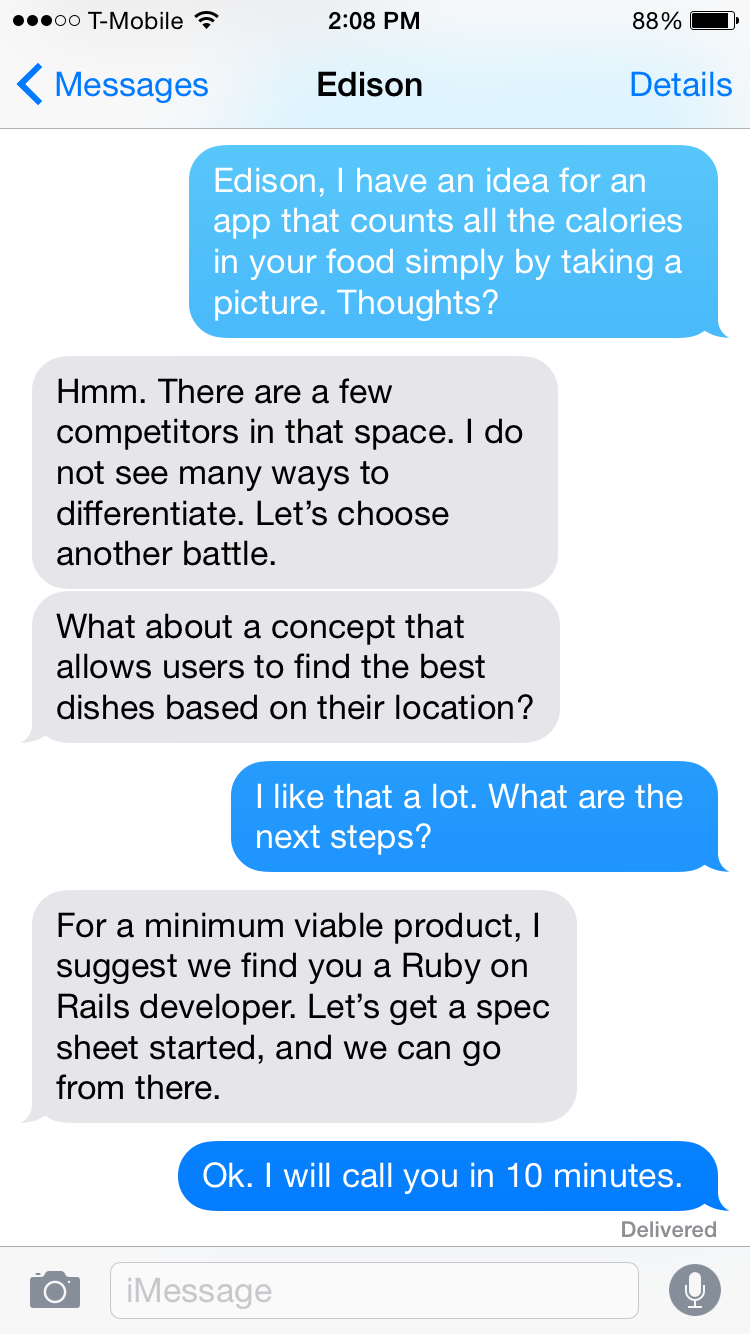 T-Mobile 2:08 PM 88%
Messages Edison Details
Edison, I have an idea for an
app that counts all the calories
in your food simply by taking a
picture. Thoughts?
Hmm. There are a few
competitors in that space. I do
not see many ways to
differentiate. Let’s choose
another battle.
What about a concept that
allows users to find the best
dishes based on their location?
I like that a lot. What are the
next steps?
For a minimum viable product, I
suggest we find you a Ruby on
Rails developer. Let’s get a spec
sheet started, and we can go
from there.
Ok. I will call you in 10 minutes.
Delivered
iMessage